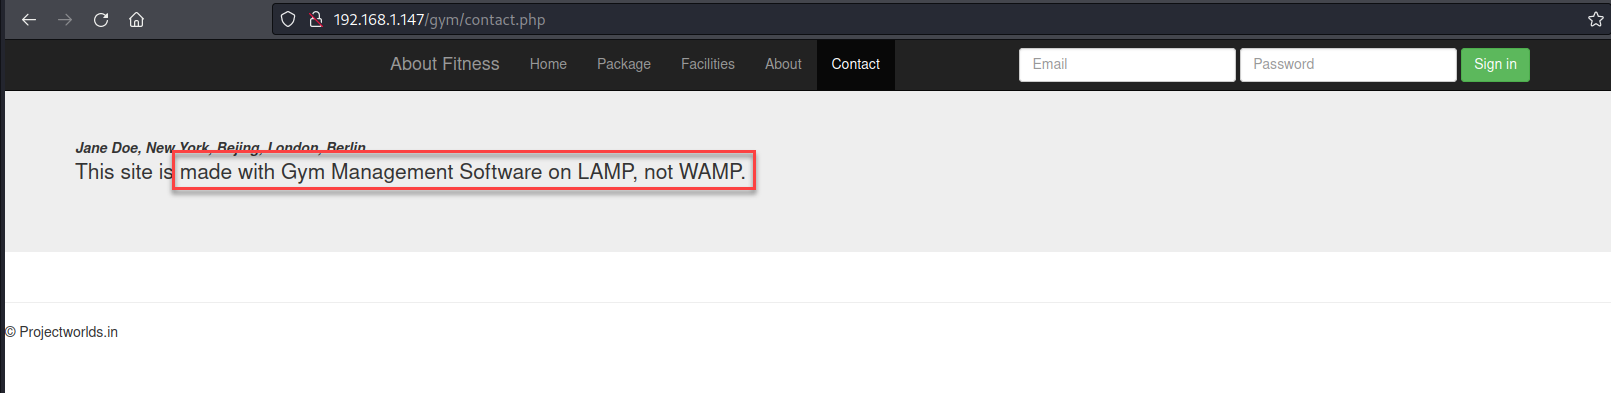 192.168.1.147/gym/contact.php
About Fitness Home Package Facilities About Contact Email Password Sign in
Jane Doe, New York, Bejing, London, Berlin
This site is made with Gym Management Software on LAMP, not WAMP.
© Projectworlds.in